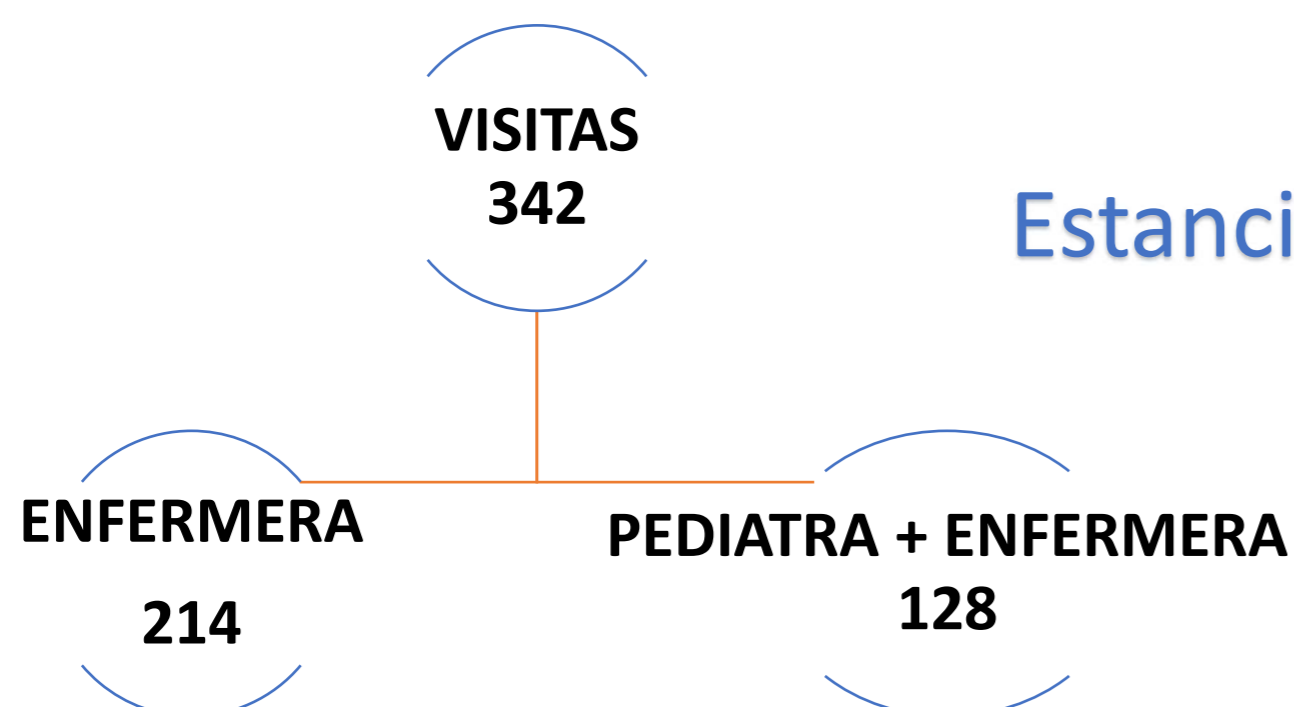 VISITAS
342
Estanci
ENFERMERA
214
PEDIATRA + ENFERMERA
128